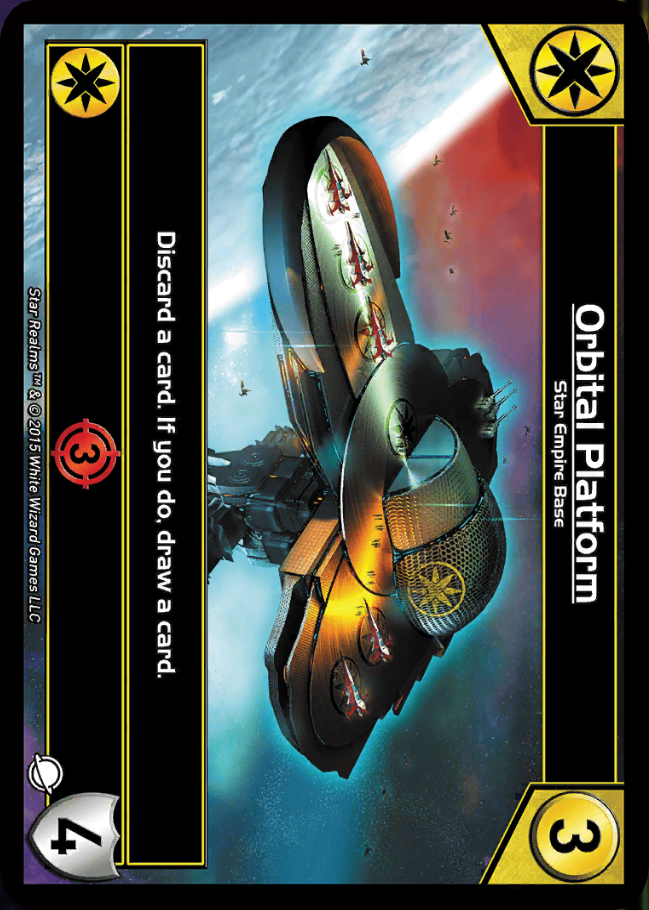 Orbital Platform
Star Empire Base
3
Discard a card. If you do, draw a card.
3
4
Star Realms™ & © 2015 White Wizard Games LLC